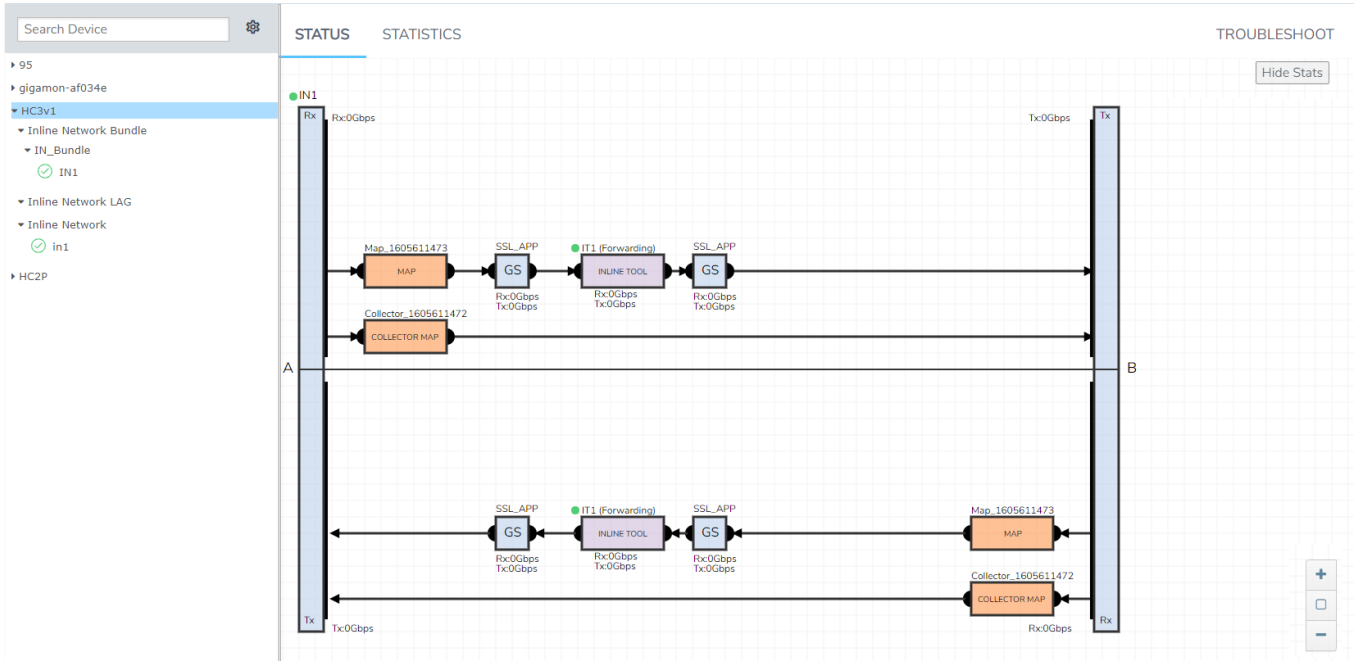 Search Device
STATUS
STATISTICS
TROUBLESHOOT
95
gigamon-af034e
HC3v1
Inline Network Bundle
IN_Bundle
IN1
Inline Network LAG
Inline Network
in1
HC2P
Hide Stats
IN1
Rx
Rx:0Gbps
Tx:0Gbps
Tx
Map_1605611473
SSL_APP
IT1 (Forwarding)
SSL_APP
MAP
GS
INLINE TOOL
GS
Rx:0Gbps
Tx:0Gbps
Rx:0Gbps
Tx:0Gbps
Rx:0Gbps
Tx:0Gbps
Collector_1605611472
COLLECTOR MAP
A
B
SSL_APP
IT1 (Forwarding)
SSL_APP
Map_1605611473
GS
INLINE TOOL
GS
MAP
Rx:0Gbps
Tx:0Gbps
Rx:0Gbps
Tx:0Gbps
Rx:0Gbps
Tx:0Gbps
Collector_1605611472
COLLECTOR MAP
Tx
Tx:0Gbps
Rx:0Gbps
Rx